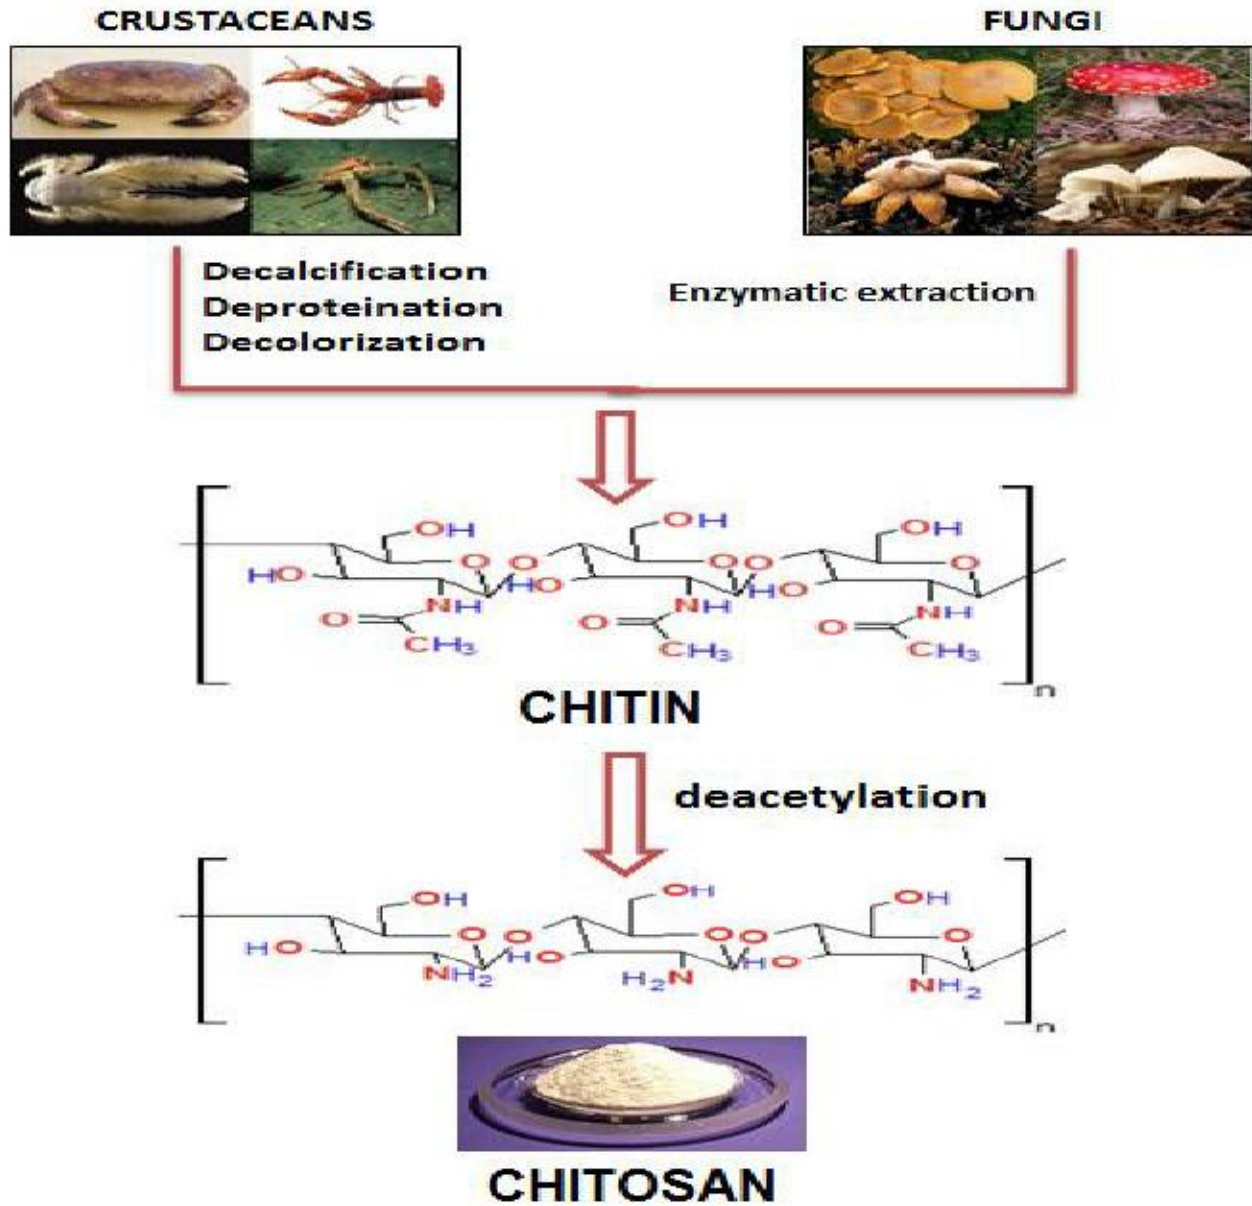 CRUSTACEANS
FUNGI
Decalcification
Deproteination
Decolorization
Enzymatic extraction
OH
OH
OH
O
O
O
O
O
HO
HO
HO
NH
NH
NH
O
O
O
CH3
CH3
CH3
n
CHITIN
deacetylation
OH
OH
OH
O
O
O
O
O
HO
HO
HO
NH2
H2N
NH2
n
CHITOSAN